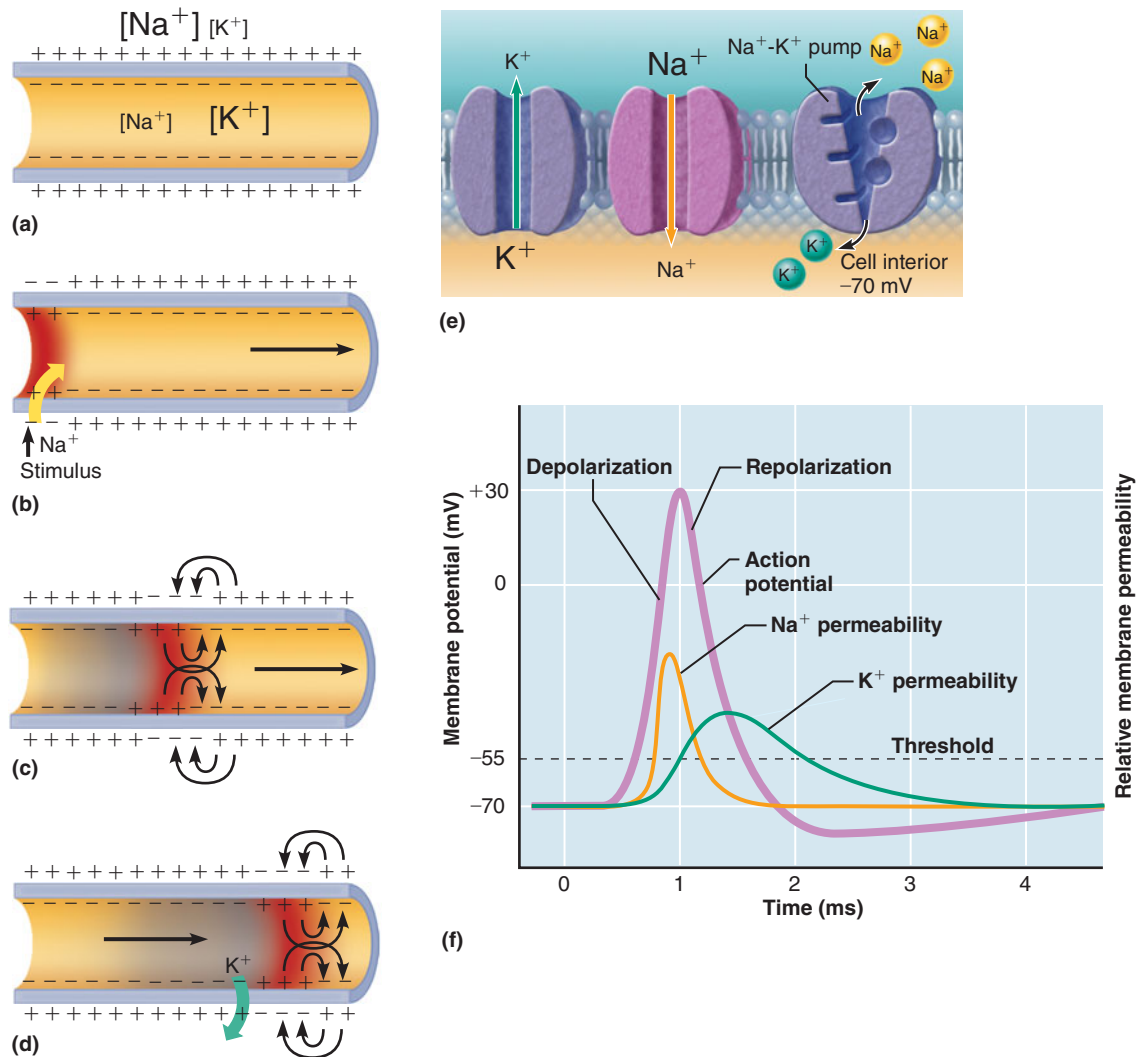 (a)
[Na⁺] [K⁺]
+ + + + + + + + + + + + + + + +
– – – – – – – – – – – – – – – –
[Na⁺] [K⁺]
– – – – – – – – – – – – – – – –
+ + + + + + + + + + + + + + + +
(b)
– – + + + + + + + + + + + + + +
+ + – – – – – – – – – – – – – –
+ + – – – – – – – – – – – – – –
– – + + + + + + + + + + + + + +
Na⁺
Stimulus
(c)
+ + + + + + – – – + + + + + + +
– – – – – – + + + – – – – – – –
– – – – – – + + + – – – – – – –
+ + + + + + – – – + + + + + + +
(d)
+ + + + + + + + + + + – – – + +
– – – – – – – – – – – + + + – –
K⁺
– – – – – – – – – – – + + + – –
+ + + + + + + + + + + – – – + +
(e)
K⁺
Na⁺
Na⁺-K⁺ pump
Na⁺
Na⁺
Na⁺
K⁺
Na⁺
K⁺
K⁺
Cell interior
–70 mV
(f)
Membrane potential (mV)
Relative membrane permeability
Depolarization
Repolarization
+30
Action
potential
0
Na⁺ permeability
K⁺ permeability
Threshold
–55
–70
0 1 2 3 4
Time (ms)